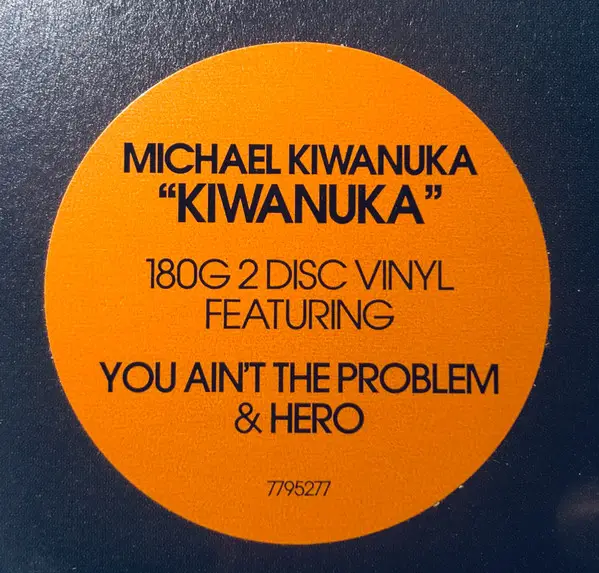 MICHAEL KIWANUKA
“KIWANUKA”
180G 2 DISC VINYL
FEATURING
YOU AIN'T THE PROBLEM
& HERO
7795277